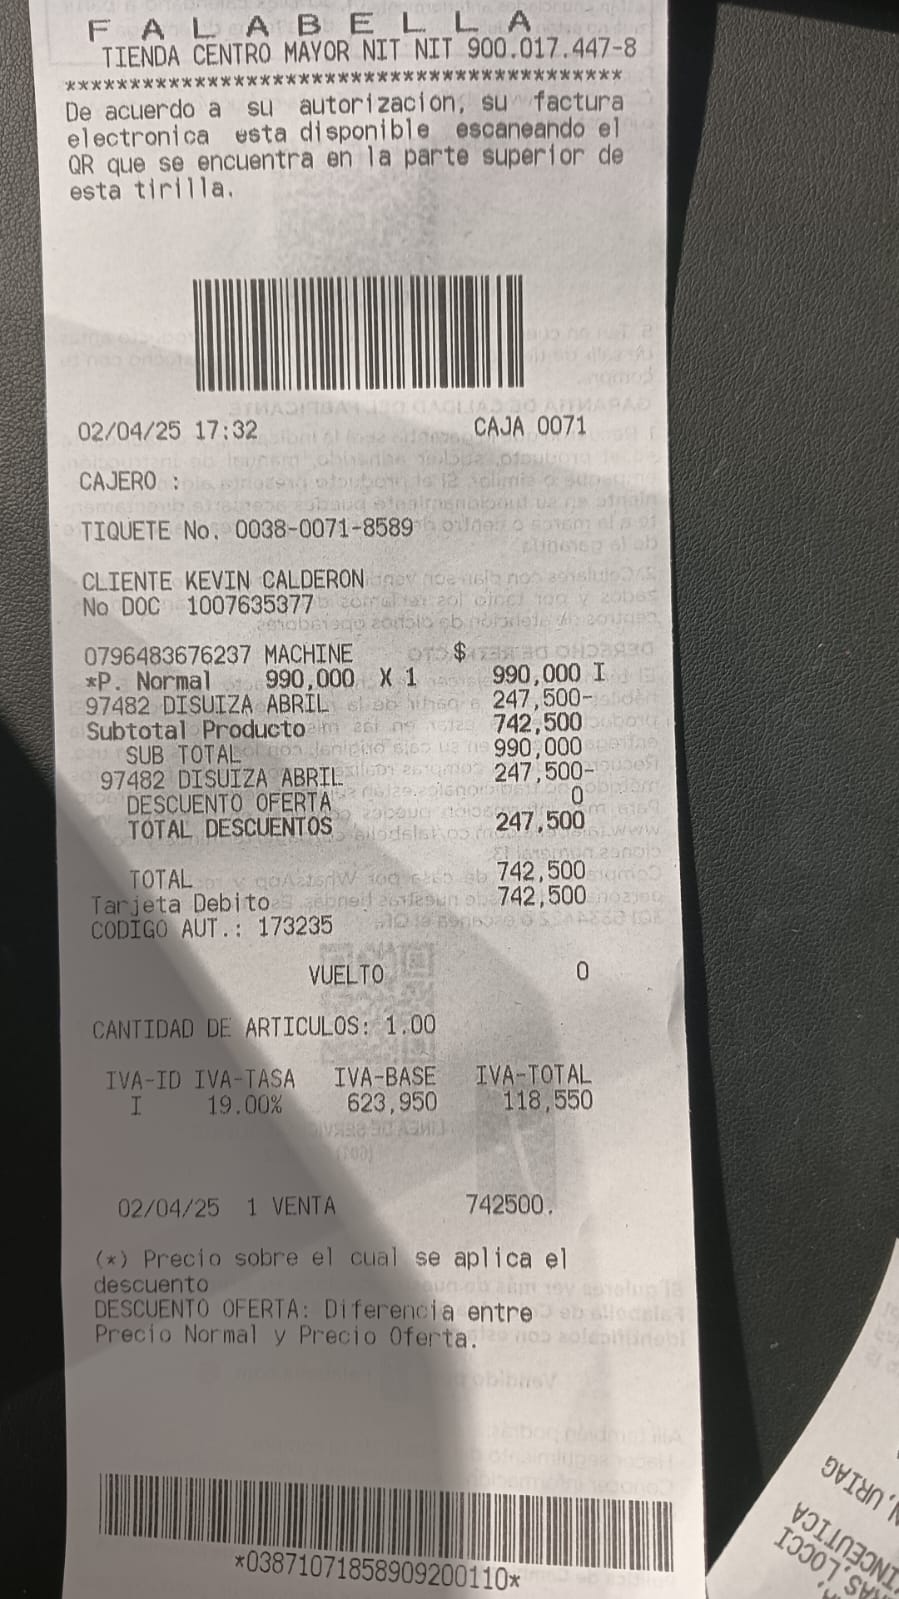 F A L A B E L L A
TIENDA CENTRO MAYOR NIT NIT 900.017.447-8
*******************************************
De acuerdo a su autorizacion, su factura
electronica esta disponible escaneando el
QR que se encuentra en la parte superior de
esta tirilla.
02/04/25 17:32 CAJA 0071
CAJERO :
TIQUETE No. 0038-0071-8589
CLIENTE KEVIN CALDERON
No DOC 1007635377
0796483676237 MACHINE $
*P. Normal 990,000 X 1 990,000 I
97482 DISUIZA ABRIL 247,500-
Subtotal Producto 742,500
SUB TOTAL 990,000
97482 DISUIZA ABRIL 247,500-
DESCUENTO OFERTA 0
TOTAL DESCUENTOS 247,500
TOTAL 742,500
Tarjeta Debito 742,500
CODIGO AUT.: 173235
VUELTO 0
CANTIDAD DE ARTICULOS: 1.00
IVA-ID IVA-TASA IVA-BASE IVA-TOTAL
I 19.00% 623,950 118,550
02/04/25 1 VENTA 742500.
(*) Precio sobre el cual se aplica el
descuento
DESCUENTO OFERTA: Diferencia entre
Precio Normal y Precio Oferta.
*03871071858909200110*
URIAG
LOCCI